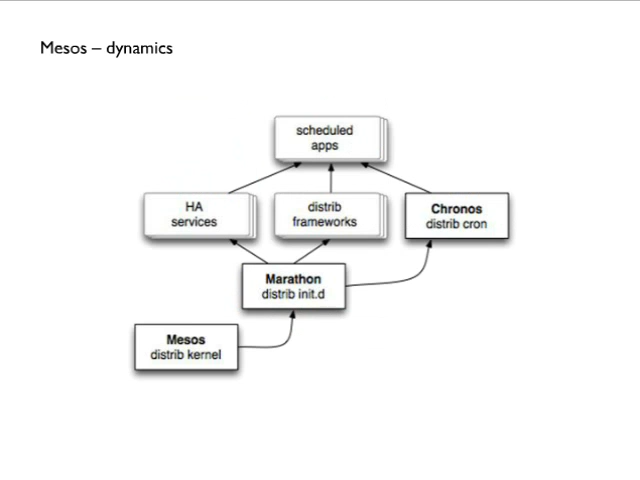 Mesos – dynamics
scheduled
apps
HA
services
distrib
frameworks
Chronos
distrib cron
Marathon
distrib init.d
Mesos
distrib kernel